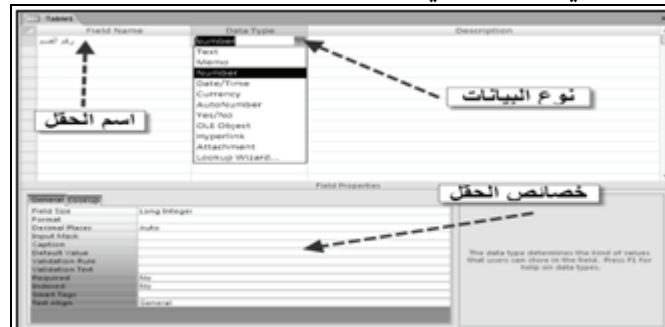 Table1
Field Name Data Type Description
رقم القسم Number
Text
Memo
Number
Date/Time
Currency
AutoNumber
Yes/No
OLE Object
Hyperlink
Attachment
Lookup Wizard...
نوع البيانات
اسم الحقل
Field Properties
خصائص الحقل
General Lookup
Field Size Long Integer
Format
Decimal Places Auto
Input Mask
Caption
Default Value
Validation Rule
Validation Text
Required No
Indexed No
Smart Tags
Text Align General
The data type determines the kind of values
that users can store in the field. Press F1 for
help on data types.